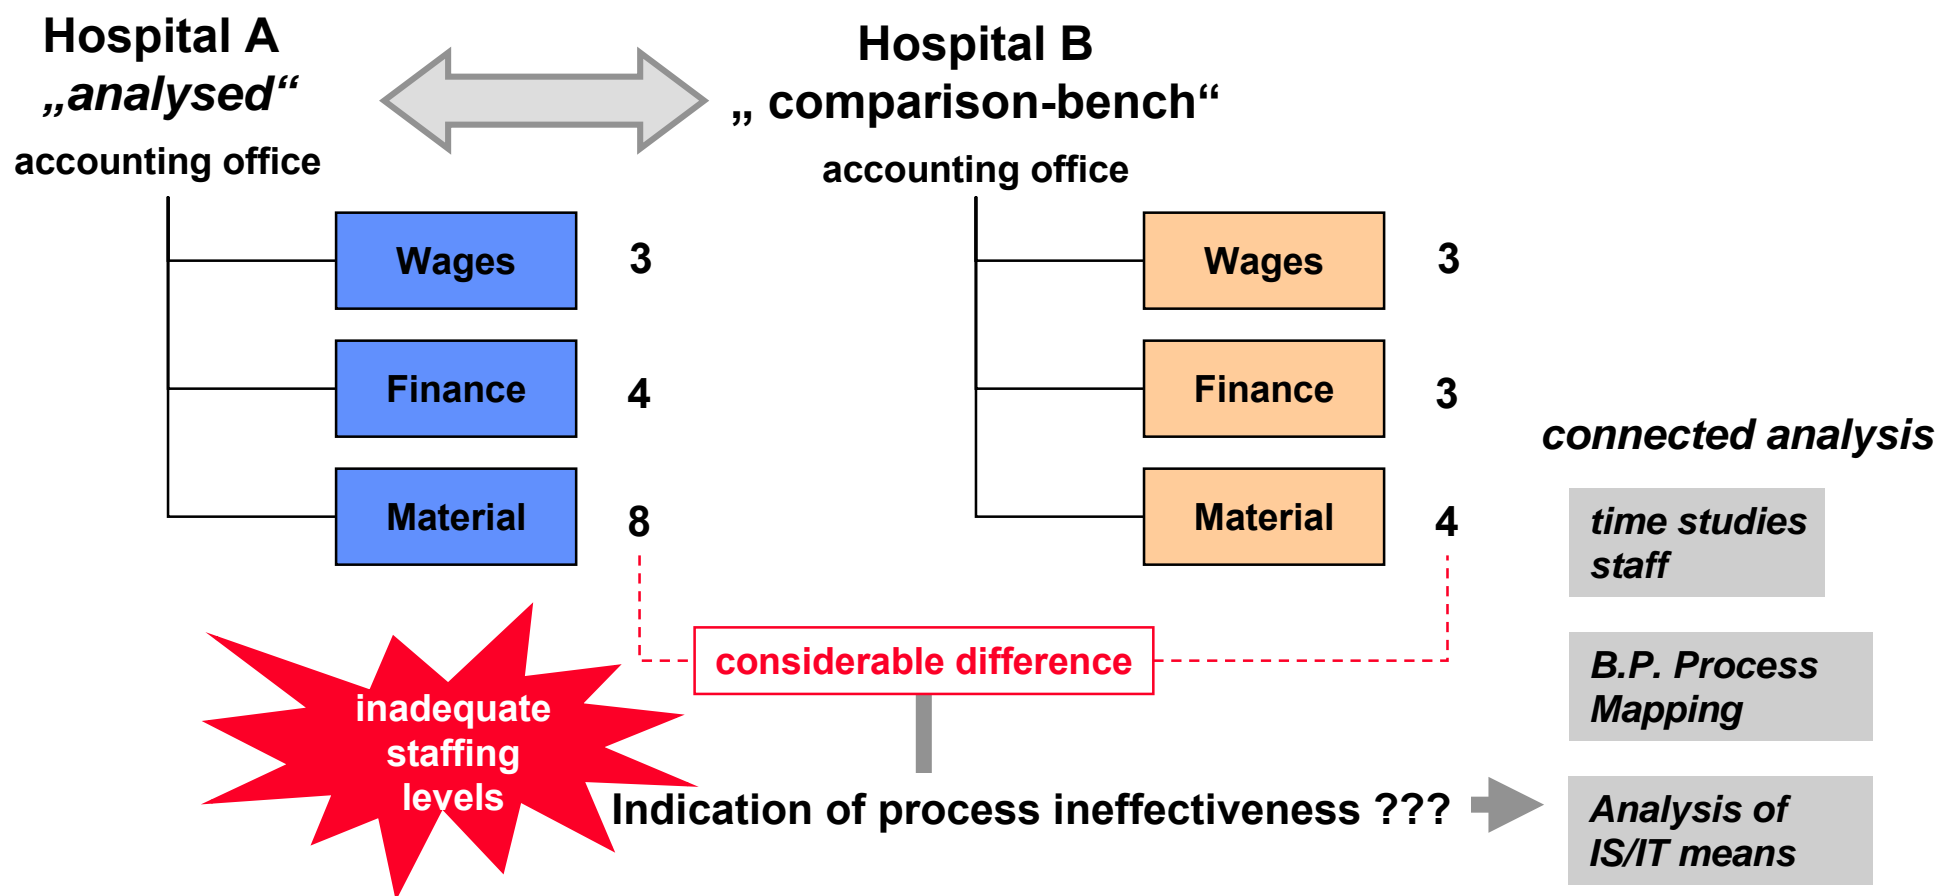 Hospital A
„analysed“
accounting office
Wages 3
Finance 4
Material 8
Hospital B
„ comparison-bench“
accounting office
Wages 3
Finance 3
Material 4
considerable difference
inadequate
staffing
levels
Indication of process ineffectiveness ???
connected analysis
time studies
staff
B.P. Process
Mapping
Analysis of
IS/IT means